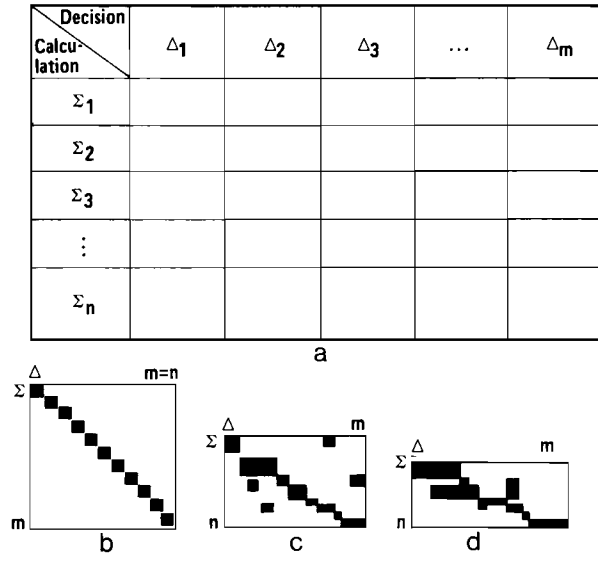 Decision
Calcu-
lation
Δ1 Δ2 Δ3 ... Δm
Σ1
Σ2
Σ3
⋮
Σn
a
Δ m=n
Σ
m
b
Δ m
Σ
n
c
Δ m
Σ
n
d